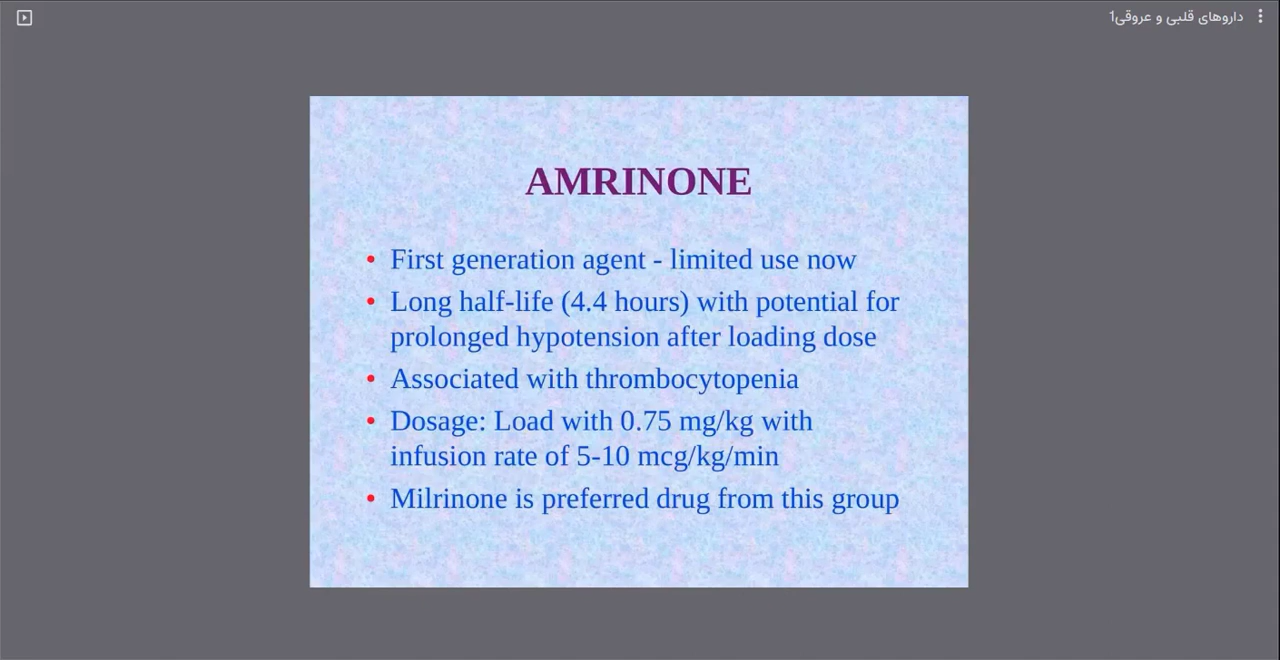 داروهای قلبی و عروقی1
AMRINONE
• First generation agent - limited use now
• Long half-life (4.4 hours) with potential for
prolonged hypotension after loading dose
• Associated with thrombocytopenia
• Dosage: Load with 0.75 mg/kg with
infusion rate of 5-10 mcg/kg/min
• Milrinone is preferred drug from this group